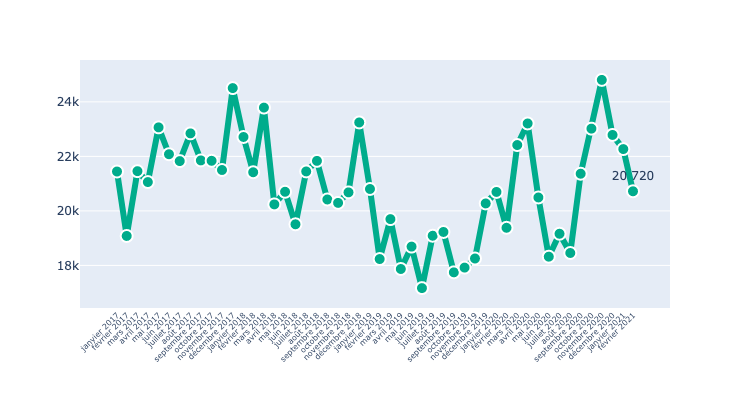 24k
22k
20k
18k
20 720
janvier 2017
février 2017
mars 2017
avril 2017
mai 2017
juin 2017
juillet 2017
août 2017
septembre 2017
octobre 2017
novembre 2017
décembre 2017
janvier 2018
février 2018
mars 2018
avril 2018
mai 2018
juin 2018
juillet 2018
août 2018
septembre 2018
octobre 2018
novembre 2018
décembre 2018
janvier 2019
février 2019
mars 2019
avril 2019
mai 2019
juin 2019
juillet 2019
août 2019
septembre 2019
octobre 2019
novembre 2019
décembre 2019
janvier 2020
février 2020
mars 2020
avril 2020
mai 2020
juin 2020
juillet 2020
août 2020
septembre 2020
octobre 2020
novembre 2020
décembre 2020
janvier 2021
février 2021